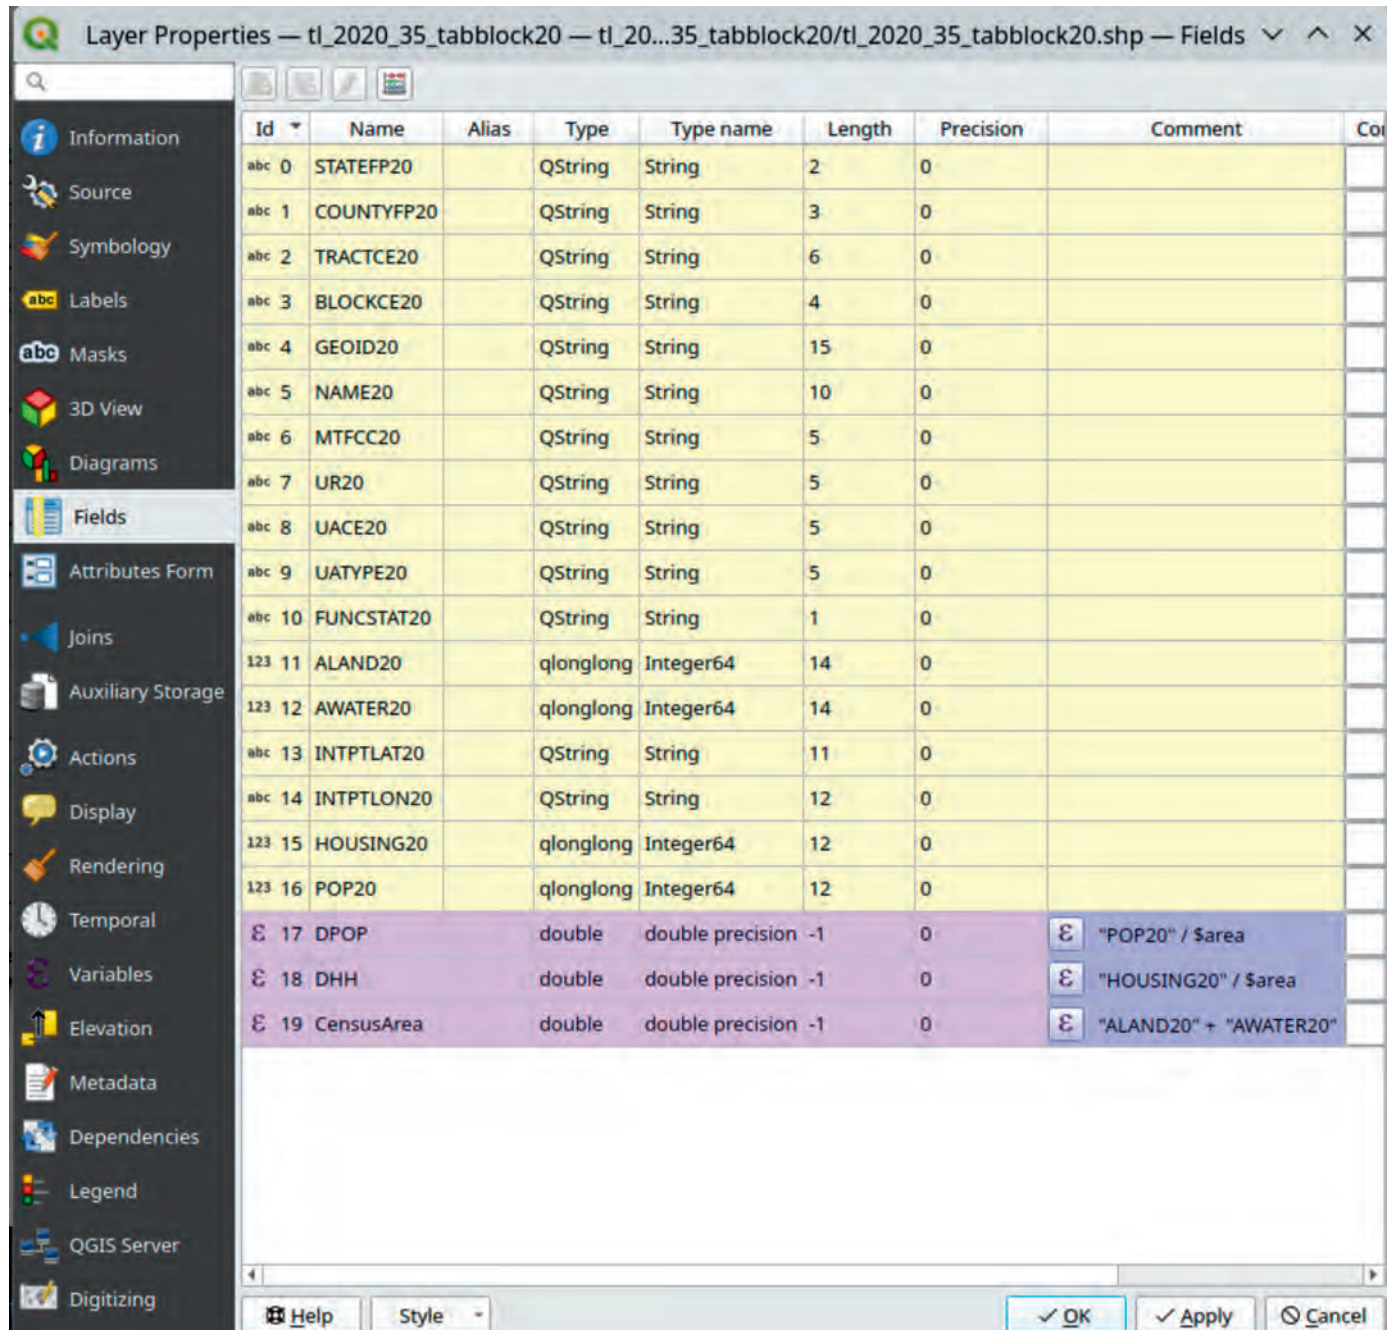 Layer Properties — tl_2020_35_tabblock20 — tl_20...35_tabblock20/tl_2020_35_tabblock20.shp — Fields
Information
Source
Symbology
abc Labels
abc Masks
3D View
Diagrams
Fields
Attributes Form
Joins
Auxiliary Storage
Actions
Display
Rendering
Temporal
Variables
Elevation
Metadata
Dependencies
Legend
QGIS Server
Digitizing
Id Name Alias Type Type name Length Precision Comment
abc 0 STATEFP20 QString String 2 0
abc 1 COUNTYFP20 QString String 3 0
abc 2 TRACTCE20 QString String 6 0
abc 3 BLOCKCE20 QString String 4 0
abc 4 GEOID20 QString String 15 0
abc 5 NAME20 QString String 10 0
abc 6 MTFCC20 QString String 5 0
abc 7 UR20 QString String 5 0
abc 8 UACE20 QString String 5 0
abc 9 UATYPE20 QString String 5 0
abc 10 FUNCSTAT20 QString String 1 0
123 11 ALAND20 qlonglong Integer64 14 0
123 12 AWATER20 qlonglong Integer64 14 0
abc 13 INTPTLAT20 QString String 11 0
abc 14 INTPTLON20 QString String 12 0
123 15 HOUSING20 qlonglong Integer64 12 0
123 16 POP20 qlonglong Integer64 12 0
ε 17 DPOP double double precision -1 0 ε "POP20" / $area
ε 18 DHH double double precision -1 0 ε "HOUSING20" / $area
ε 19 CensusArea double double precision -1 0 ε "ALAND20" + "AWATER20"
Help Style OK Apply Cancel